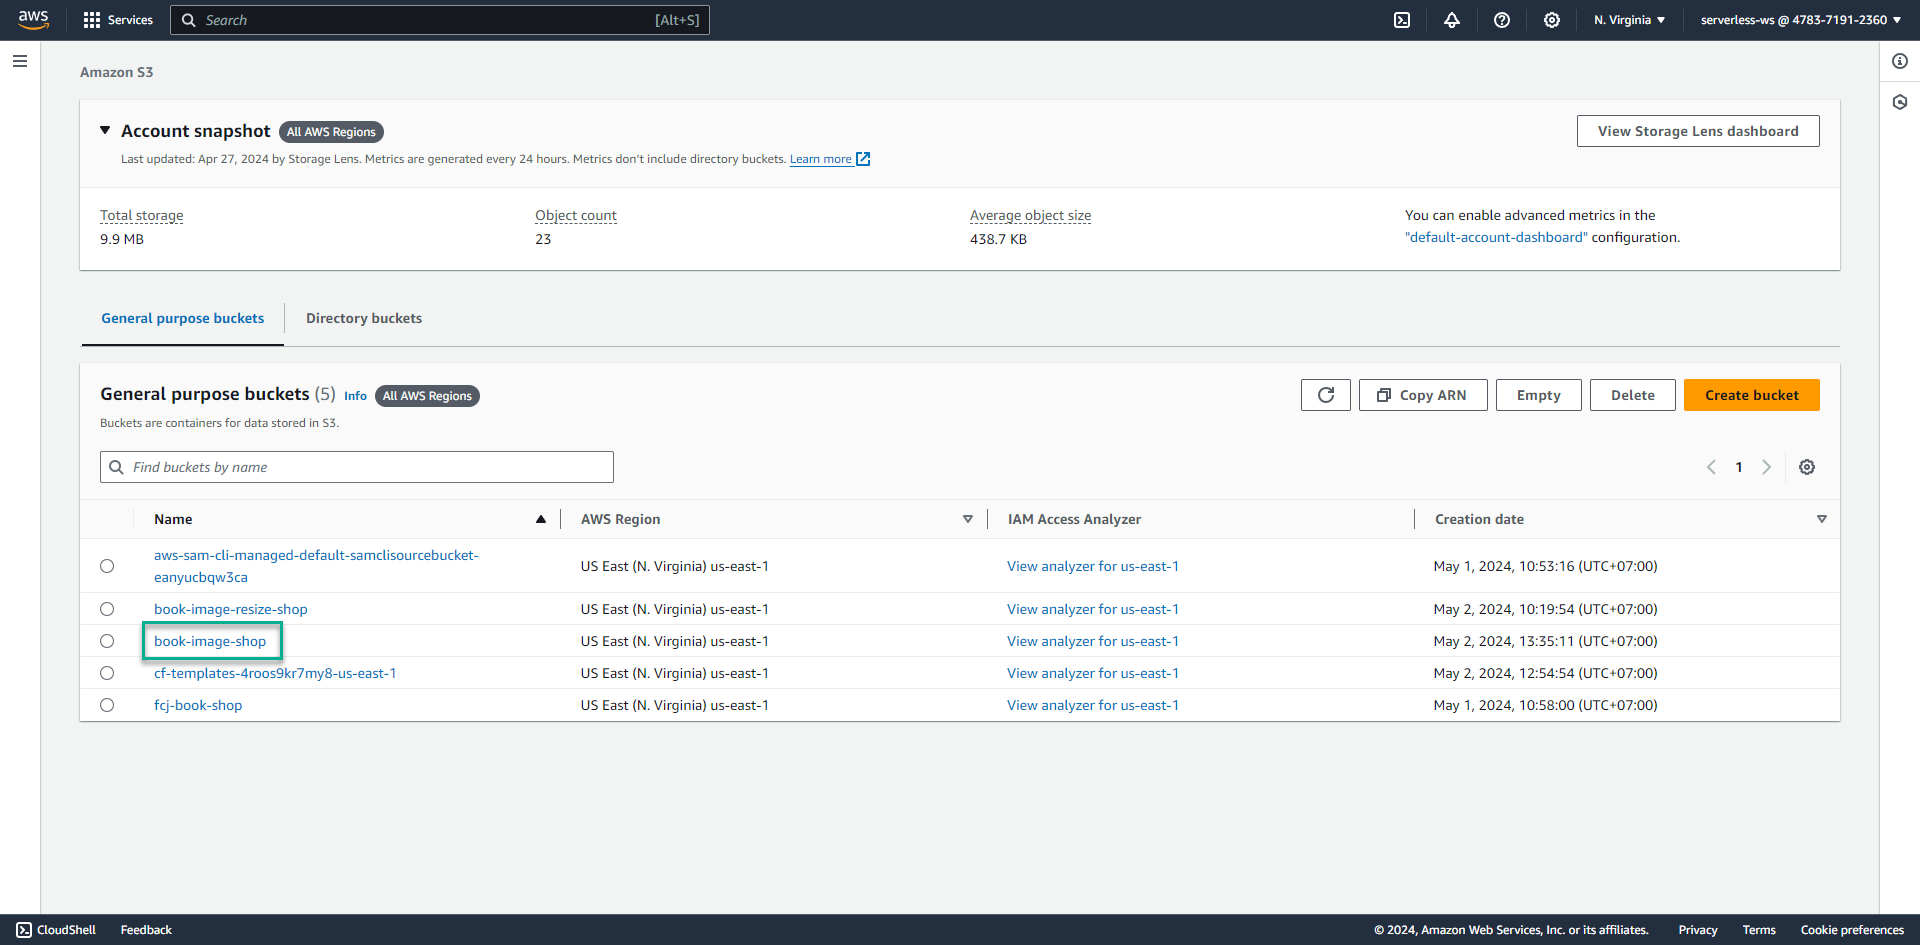 aws
Services
Search
[Alt+S]
N. Virginia
serverless-ws @ 4783-7191-2360
Amazon S3
Account snapshot
All AWS Regions
View Storage Lens dashboard
Last updated: Apr 27, 2024 by Storage Lens. Metrics are generated every 24 hours. Metrics don't include directory buckets. Learn more
Total storage
9.9 MB
Object count
23
Average object size
438.7 KB
You can enable advanced metrics in the
"default-account-dashboard" configuration.
General purpose buckets
Directory buckets
General purpose buckets (5) Info
All AWS Regions
Copy ARN
Empty
Delete
Create bucket
Buckets are containers for data stored in S3.
Find buckets by name
1
Name
AWS Region
IAM Access Analyzer
Creation date
aws-sam-cli-managed-default-samclisourcebucket-
eanyucbqw3ca
US East (N. Virginia) us-east-1
View analyzer for us-east-1
May 1, 2024, 10:53:16 (UTC+07:00)
book-image-resize-shop
US East (N. Virginia) us-east-1
View analyzer for us-east-1
May 2, 2024, 10:19:54 (UTC+07:00)
book-image-shop
US East (N. Virginia) us-east-1
View analyzer for us-east-1
May 2, 2024, 13:35:11 (UTC+07:00)
cf-templates-4roos9kr7my8-us-east-1
US East (N. Virginia) us-east-1
View analyzer for us-east-1
May 2, 2024, 12:54:54 (UTC+07:00)
fcj-book-shop
US East (N. Virginia) us-east-1
View analyzer for us-east-1
May 1, 2024, 10:58:00 (UTC+07:00)
CloudShell
Feedback
© 2024, Amazon Web Services, Inc. or its affiliates.
Privacy
Terms
Cookie preferences